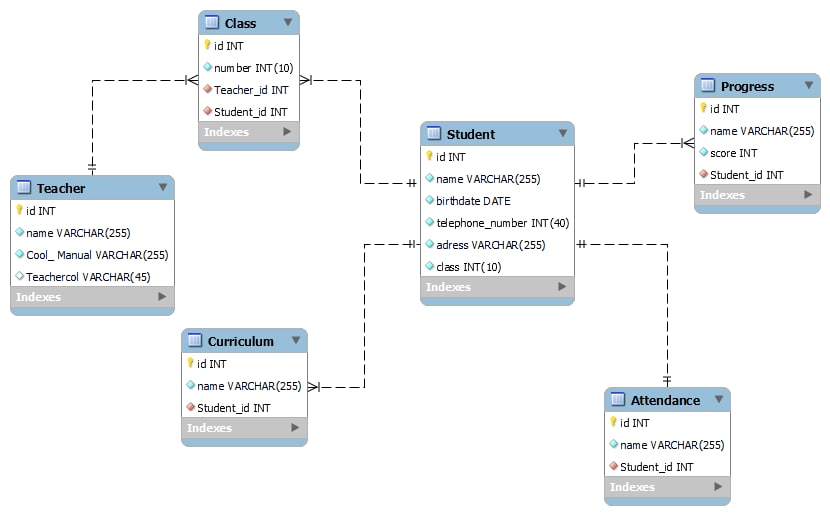 Class
id INT
number INT(10)
Teacher_id INT
Student_id INT
Indexes
Teacher
id INT
name VARCHAR(255)
Cool_ Manual VARCHAR(255)
Teachercol VARCHAR(45)
Indexes
Student
id INT
name VARCHAR(255)
birthdate DATE
telephone_number INT(40)
adress VARCHAR(255)
class INT(10)
Indexes
Progress
id INT
name VARCHAR(255)
score INT
Student_id INT
Indexes
Curriculum
id INT
name VARCHAR(255)
Student_id INT
Indexes
Attendance
id INT
name VARCHAR(255)
Student_id INT
Indexes